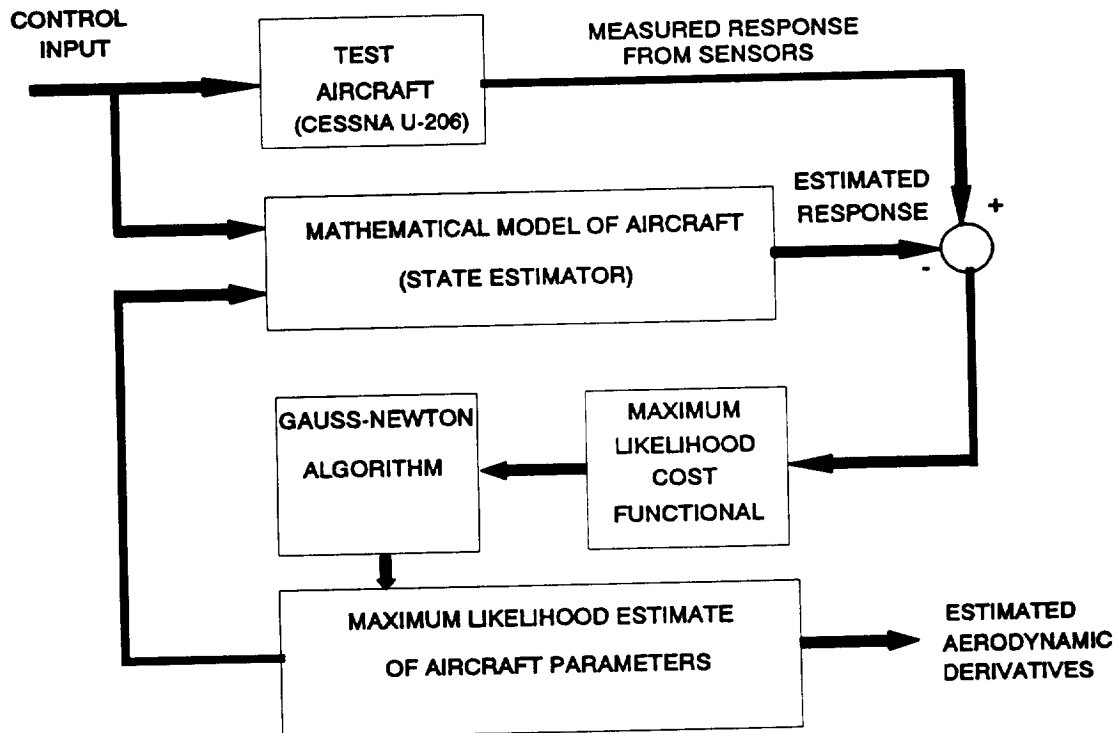 CONTROL
INPUT
TEST
AIRCRAFT
(CESSNA U-206)
MEASURED RESPONSE
FROM SENSORS
MATHEMATICAL MODEL OF AIRCRAFT
(STATE ESTIMATOR)
ESTIMATED
RESPONSE
+
-
GAUSS-NEWTON
ALGORITHM
MAXIMUM
LIKELIHOOD
COST
FUNCTIONAL
MAXIMUM LIKELIHOOD ESTIMATE
OF AIRCRAFT PARAMETERS
ESTIMATED
AERODYNAMIC
DERIVATIVES